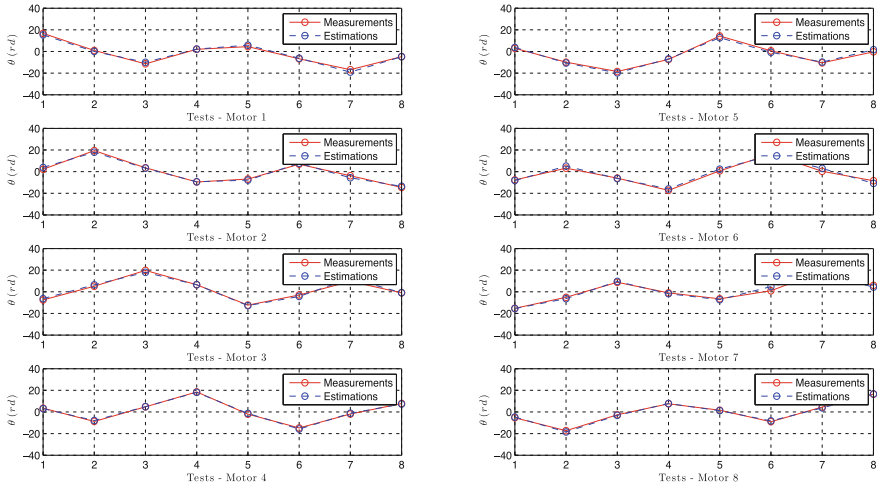 40
20
0
−20
−40
θ (rd)
Measurements
Estimations
1 2 3 4 5 6 7 8
Tests - Motor 1
40
20
0
−20
−40
θ (rd)
Measurements
Estimations
1 2 3 4 5 6 7 8
Tests - Motor 2
40
20
0
−20
−40
θ (rd)
Measurements
Estimations
1 2 3 4 5 6 7 8
Tests - Motor 3
40
20
0
−20
−40
θ (rd)
Measurements
Estimations
1 2 3 4 5 6 7 8
Tests - Motor 4
40
20
0
−20
−40
θ (rd)
Measurements
Estimations
1 2 3 4 5 6 7 8
Tests - Motor 5
40
20
0
−20
−40
θ (rd)
Measurements
Estimations
1 2 3 4 5 6 7 8
Tests - Motor 6
40
20
0
−20
−40
θ (rd)
Measurements
Estimations
1 2 3 4 5 6 7 8
Tests - Motor 7
40
20
0
−20
−40
θ (rd)
Measurements
Estimations
1 2 3 4 5 6 7 8
Tests - Motor 8